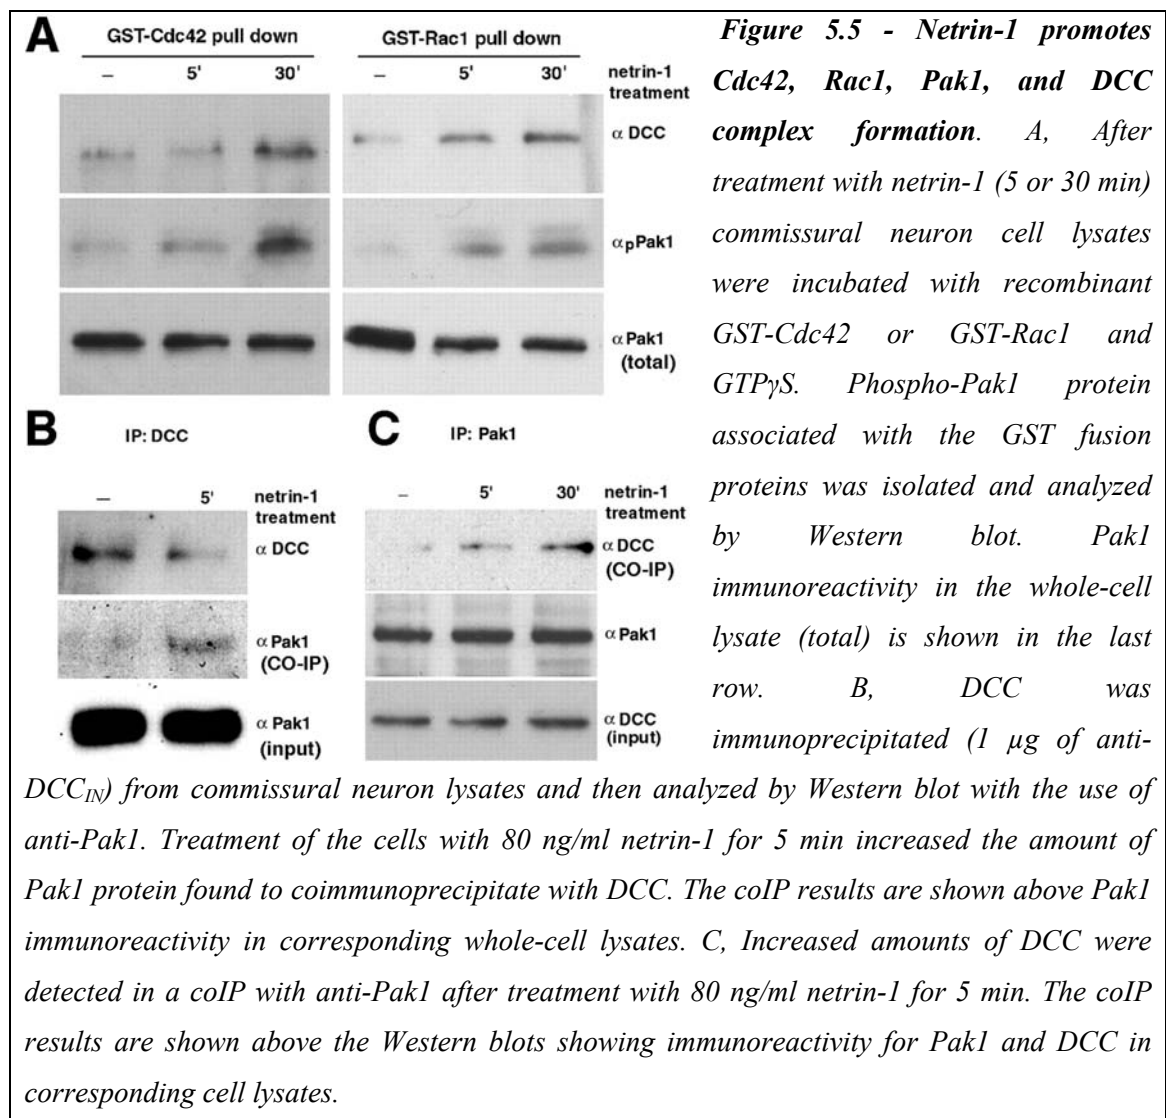 A
GST-Cdc42 pull down
GST-Rac1 pull down
– 5' 30'
– 5' 30'
netrin-1
treatment
α DCC
αpPak1
αPak1
(total)
B
IP: DCC
– 5'
netrin-1
treatment
α DCC
α Pak1
(CO-IP)
α Pak1
(input)
C
IP: Pak1
– 5' 30'
netrin-1
treatment
α DCC
(CO-IP)
αPak1
α DCC
(input)
Figure 5.5 - Netrin-1 promotes
Cdc42, Rac1, Pak1, and DCC
complex formation. A, After
treatment with netrin-1 (5 or 30 min)
commissural neuron cell lysates
were incubated with recombinant
GST-Cdc42 or GST-Rac1 and
GTPγS. Phospho-Pak1 protein
associated with the GST fusion
proteins was isolated and analyzed
by Western blot. Pak1
immunoreactivity in the whole-cell
lysate (total) is shown in the last
row. B, DCC was
immunoprecipitated (1 µg of anti-
DCCIN) from commissural neuron lysates and then analyzed by Western blot with the use of
anti-Pak1. Treatment of the cells with 80 ng/ml netrin-1 for 5 min increased the amount of
Pak1 protein found to coimmunoprecipitate with DCC. The coIP results are shown above Pak1
immunoreactivity in corresponding whole-cell lysates. C, Increased amounts of DCC were
detected in a coIP with anti-Pak1 after treatment with 80 ng/ml netrin-1 for 5 min. The coIP
results are shown above the Western blots showing immunoreactivity for Pak1 and DCC in
corresponding cell lysates.